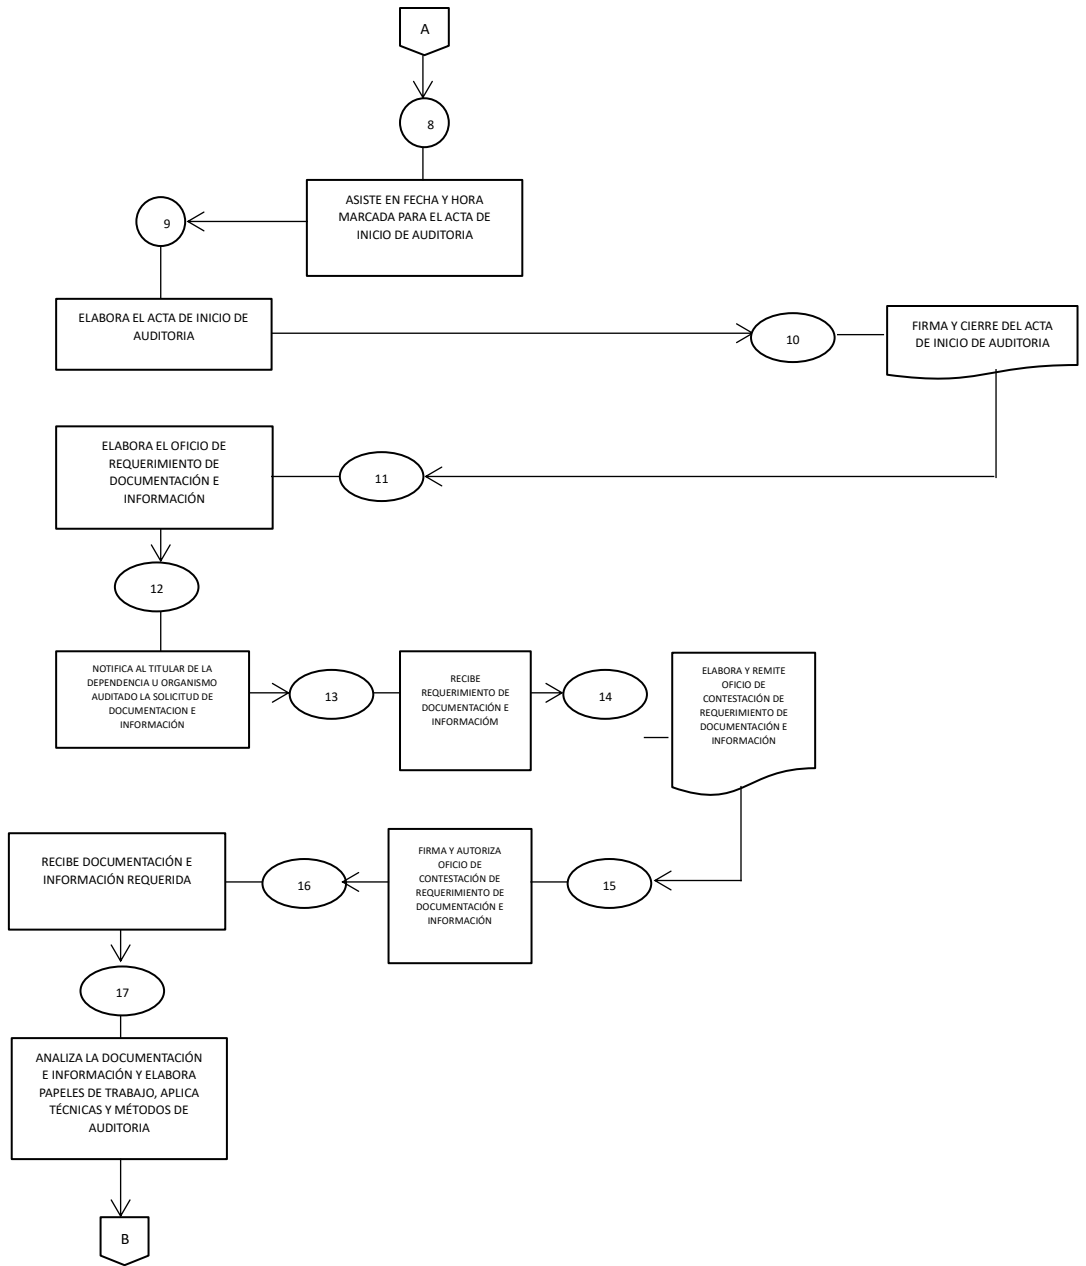 A
8
ASISTE EN FECHA Y HORA
MARCADA PARA EL ACTA DE
INICIO DE AUDITORIA
9
ELABORA EL ACTA DE INICIO DE
AUDITORIA
10
FIRMA Y CIERRE DEL ACTA
DE INICIO DE AUDITORIA
11
ELABORA EL OFICIO DE
REQUERIMIENTO DE
DOCUMENTACIÓN E
INFORMACIÓN
12
NOTIFICA AL TITULAR DE LA
DEPENDENCIA U ORGANISMO
AUDITADO LA SOLICITUD DE
DOCUMENTACION E
INFORMACIÓN
13
RECIBE
REQUERIMIENTO DE
DOCUMENTACIÓN E
INFORMACIÓM
14
ELABORA Y REMITE
OFICIO DE
CONTESTACIÓN DE
REQUERIMIENTO DE
DOCUMENTACIÓN E
INFORMACIÓN
15
FIRMA Y AUTORIZA
OFICIO DE
CONTESTACIÓN DE
REQUERIMIENTO DE
DOCUMENTACIÓN E
INFORMACIÓN
16
RECIBE DOCUMENTACIÓN E
INFORMACIÓN REQUERIDA
17
ANALIZA LA DOCUMENTACIÓN
E INFORMACIÓN Y ELABORA
PAPELES DE TRABAJO, APLICA
TÉCNICAS Y MÉTODOS DE
AUDITORIA
B